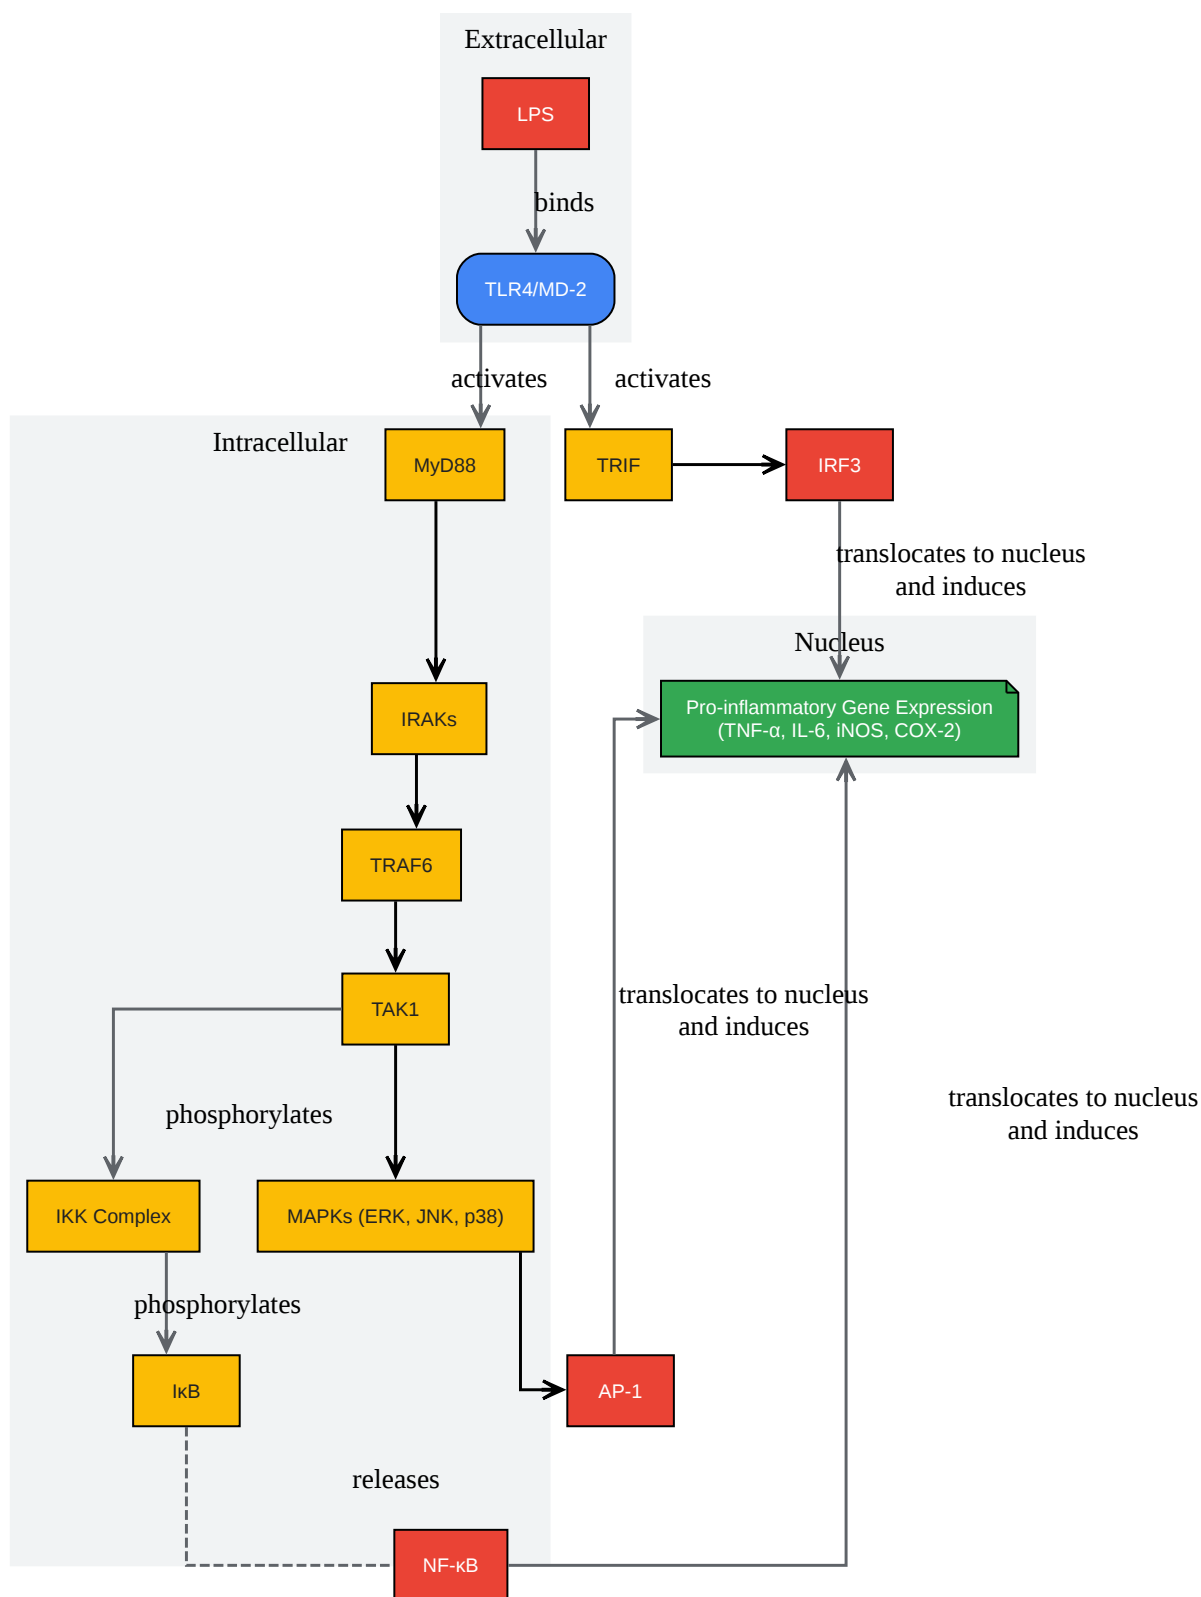 Extracellular
LPS
binds
TLR4/MD-2
activates
activates
Intracellular
MyD88
TRIF
IRF3
translocates to nucleus
and induces
Nucleus
IRAKs
Pro-inflammatory Gene Expression
(TNF-α, IL-6, iNOS, COX-2)
TRAF6
TAK1
translocates to nucleus
and induces
phosphorylates
translocates to nucleus
and induces
IKK Complex
MAPKs (ERK, JNK, p38)
phosphorylates
IκB
AP-1
releases
NF-κB